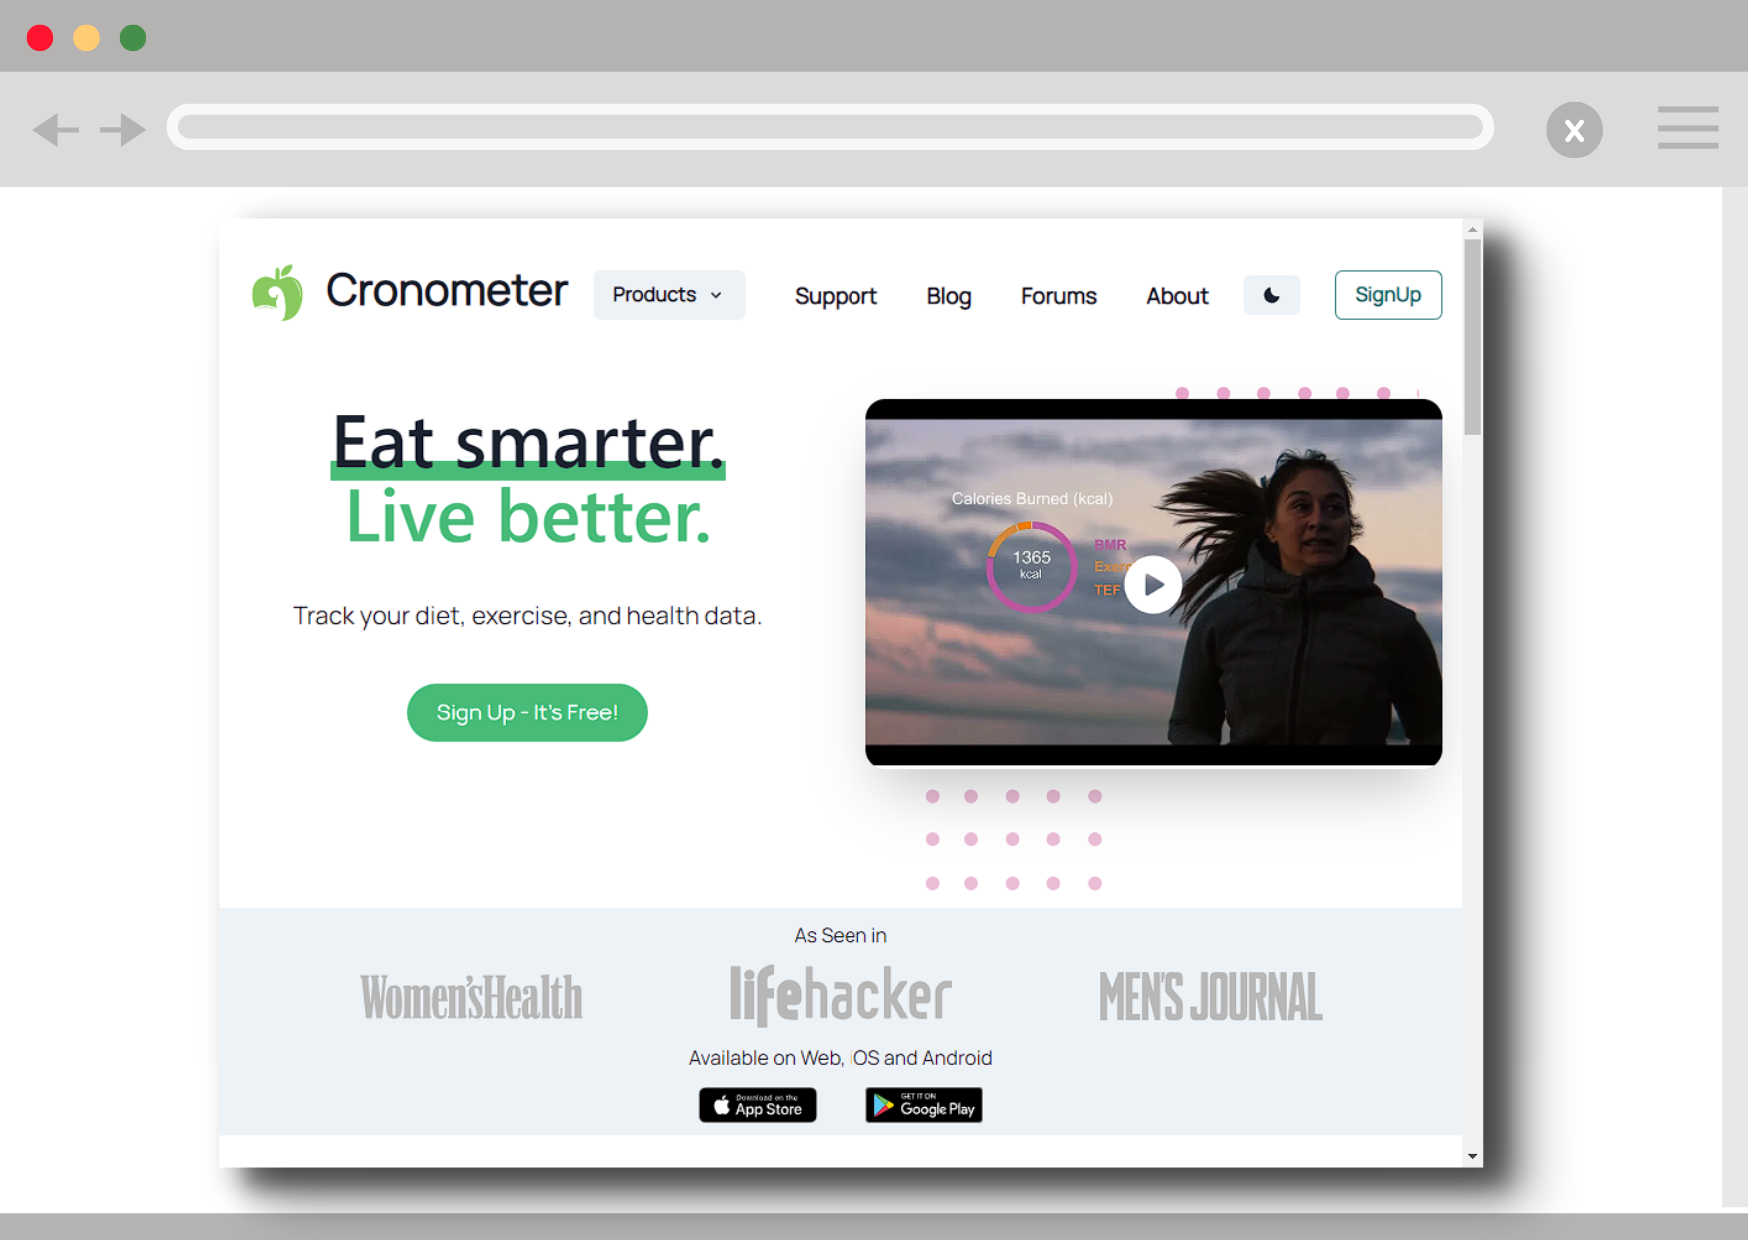 x
Cronometer
Products
Support
Blog
Forums
About
SignUp
Eat smarter.
Live better.
Track your diet, exercise, and health data.
Sign Up - It's Free!
Calories Burned (kcal)
1365
kcal
BMR
TEF
As Seen in
Women'sHealth
lifehacker
MEN'S JOURNAL
Available on Web, iOS and Android
Download on the
App Store
GET IT ON
Google Play